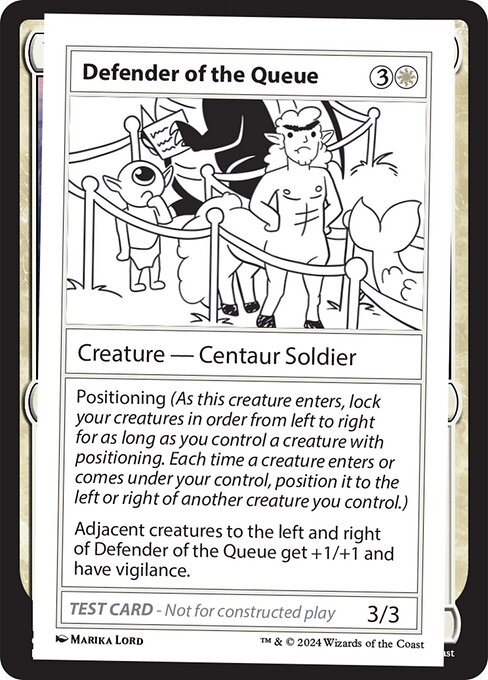 Defender of the Queue 3
Creature — Centaur Soldier
Positioning (As this creature enters, lock
your creatures in order from left to right
for as long as you control a creature with
positioning. Each time a creature enters or
comes under your control, position it to the
left or right of another creature you control.)
Adjacent creatures to the left and right
of Defender of the Queue get +1/+1 and
have vigilance.
TEST CARD - Not for constructed play 3/3
Marika Lord ™ & © 2024 Wizards of the Coast